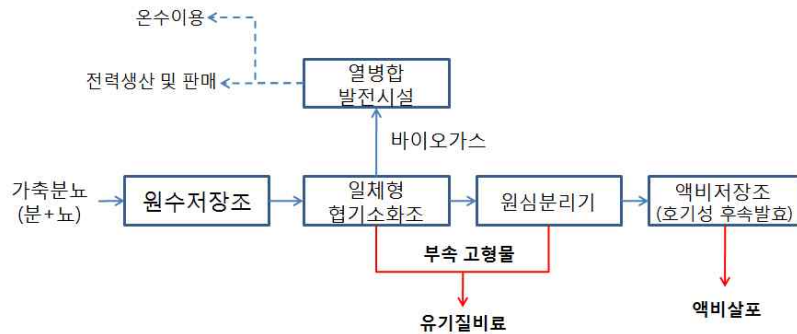 온수이용
전력생산 및 판매
열병합
발전시설
바이오가스
가축분뇨
(분+뇨)
원수저장조
일체형
협기소화조
원심분리기
액비저장조
(호기성 후속발효)
부속 고형물
유기질비료
액비살포